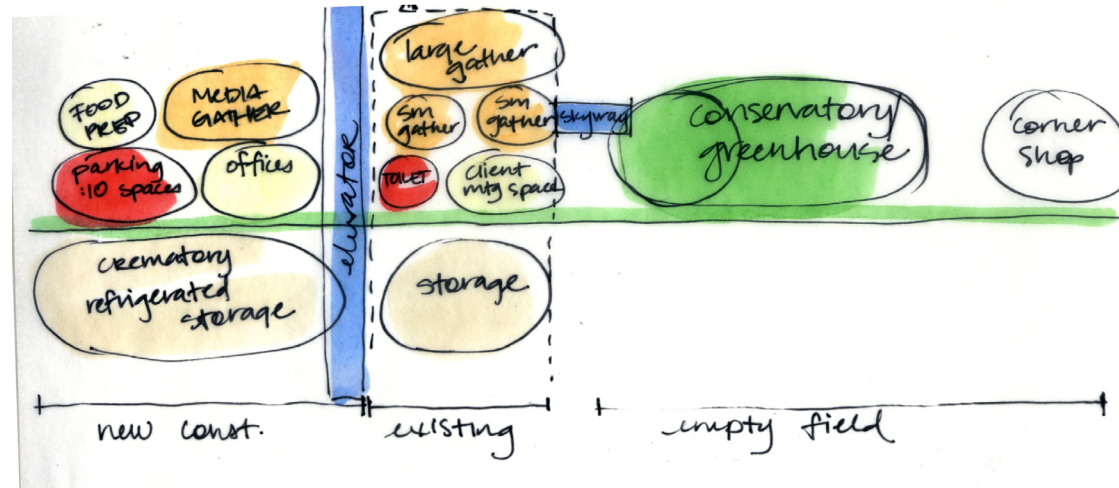 FOOD
PREP
MEDIA
GATHER
parking
:10 spaces
offices
elevator
large
gather
sm
gather
sm
gather
TOILET
client
mtg space
skyway
conservatory
greenhouse
corner
shop
crematory
refrigerated
storage
storage
new const.
existing
empty field